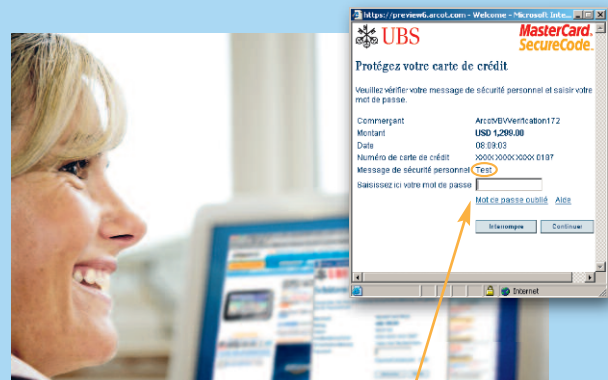 https://preview6.arcot.com - Welcome - Microsoft Inte...
UBS
MasterCard.
SecureCode.
Protégez votre carte de crédit
Veuillez vérifier votre message de sécurité personnel et saisir votre
mot de passe.
Commerçant ArcotVBVVerification172
Montant USD 1,299.00
Date 08:09:03
Numéro de carte de crédit XXXX XXXX XXXX 0187
Message de sécurité personnel Test
Saisissez ici votre mot de passe
Mot de passe oublié Aide
Interrompre Continuer
Internet
UBS